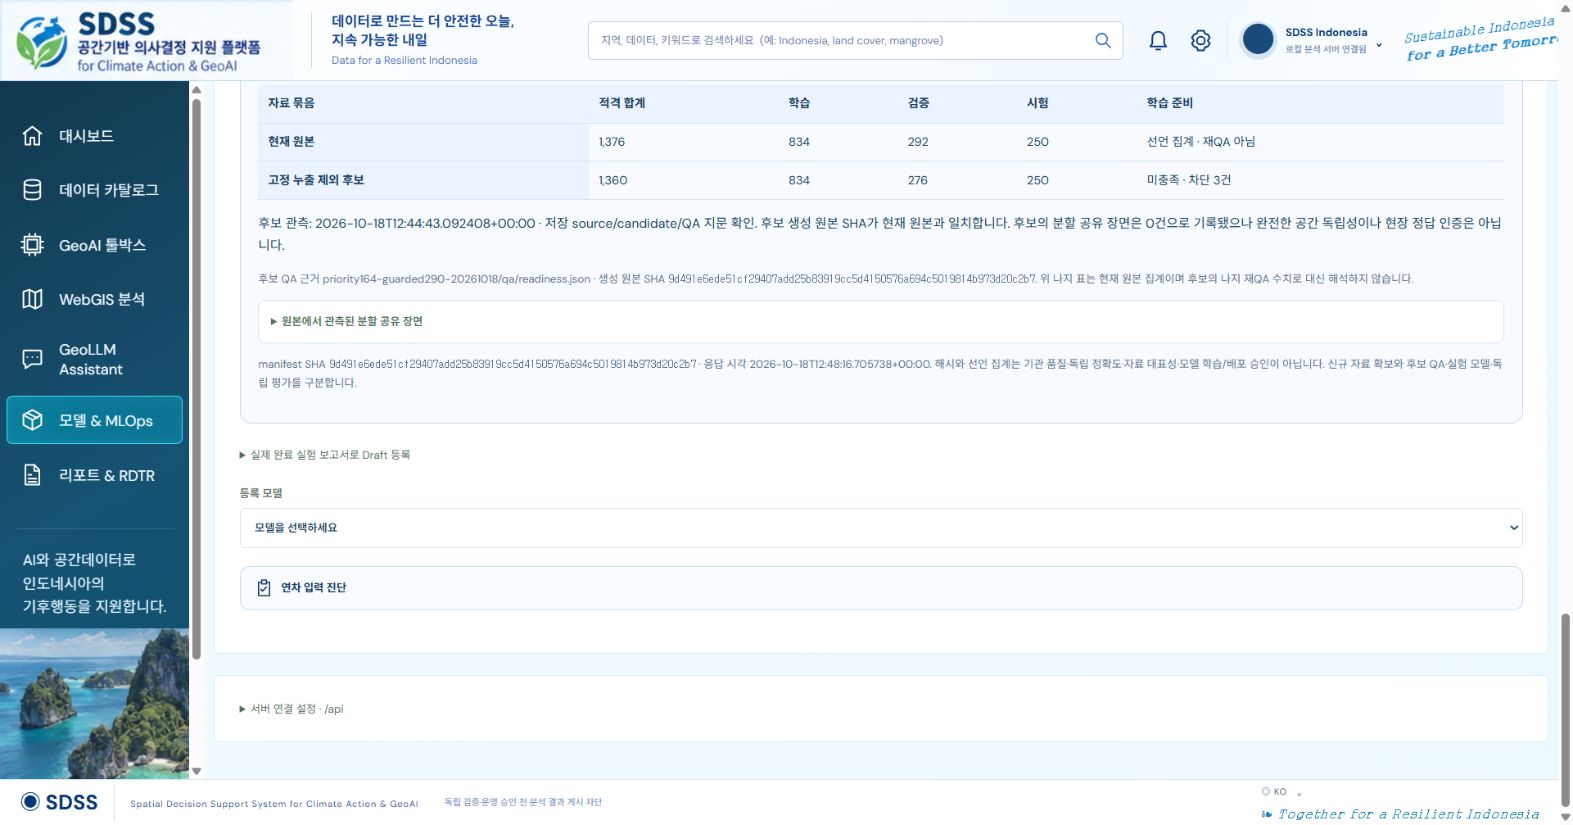 SDSS
공간기반 의사결정 지원 플랫폼
for Climate Action & GeoAI
데이터로 만드는 더 안전한 오늘,
지속 가능한 내일
Data for a Resilient Indonesia
지역, 데이터, 키워드로 검색하세요 (예: Indonesia, land cover, mangrove)
SDSS Indonesia
로컬 분석 서버 연결됨
Sustainable Indonesia
for a Better Tomorr
대시보드
데이터 카탈로그
GeoAI 툴박스
WebGIS 분석
GeoLLM
Assistant
모델 & MLOps
리포트 & RDTR
AI와 공간데이터로
인도네시아의
기후행동을 지원합니다.
자료 묶음 적격 합계 학습 검증 시험 학습 준비
현재 원본 1,376 834 292 250 선언 집계 · 재QA 아님
고정 누출 제외 후보 1,360 834 276 250 미충족 · 차단 3건
후보 관측: 2026-10-18T12:44:43.092408+00:00 · 저장 source/candidate/QA 지문 확인. 후보 생성 원본 SHA가 현재 원본과 일치합니다. 후보의 분할 공유 장면은 0건으로 기록됐으나 완전한 공간 독립성이나 현장 정답 인증은 아닙
니다.
후보 QA 근거 priority164-guarded290-20261018/qa/readiness.json · 생성 원본 SHA 9d491e6ede51cf29407add25b83919cc5d4150576a694c5019814b973d20c2b7. 위 나지 표는 현재 원본 집계이며 후보의 나지 재QA 수치로 대신 해석하지 않습니다.
▶ 원본에서 관측된 분할 공유 장면
manifest SHA 9d491e6ede51cf29407add25b83919cc5d4150576a694c5019814b973d20c2b7 · 응답 시각 2026-10-18T12:48:16.705738+00:00. 해시와 선언 집계는 기관 품질·독립 정확도·자료 대표성·모델 학습/배포 승인이 아닙니다. 신규 자료 확보와 후보 QA·실험 모델·독
립 평가를 구분합니다.
▶ 실제 완료 실험 보고서로 Draft 등록
등록 모델
모델을 선택하세요
연차 입력 진단
▶ 서버 연결 설정 · /api
SDSS
Spatial Decision Support System for Climate Action & GeoAI
독립 검증·운영 승인 전 분석 결과 게시 차단
KO
Together for a Resilient Indonesia